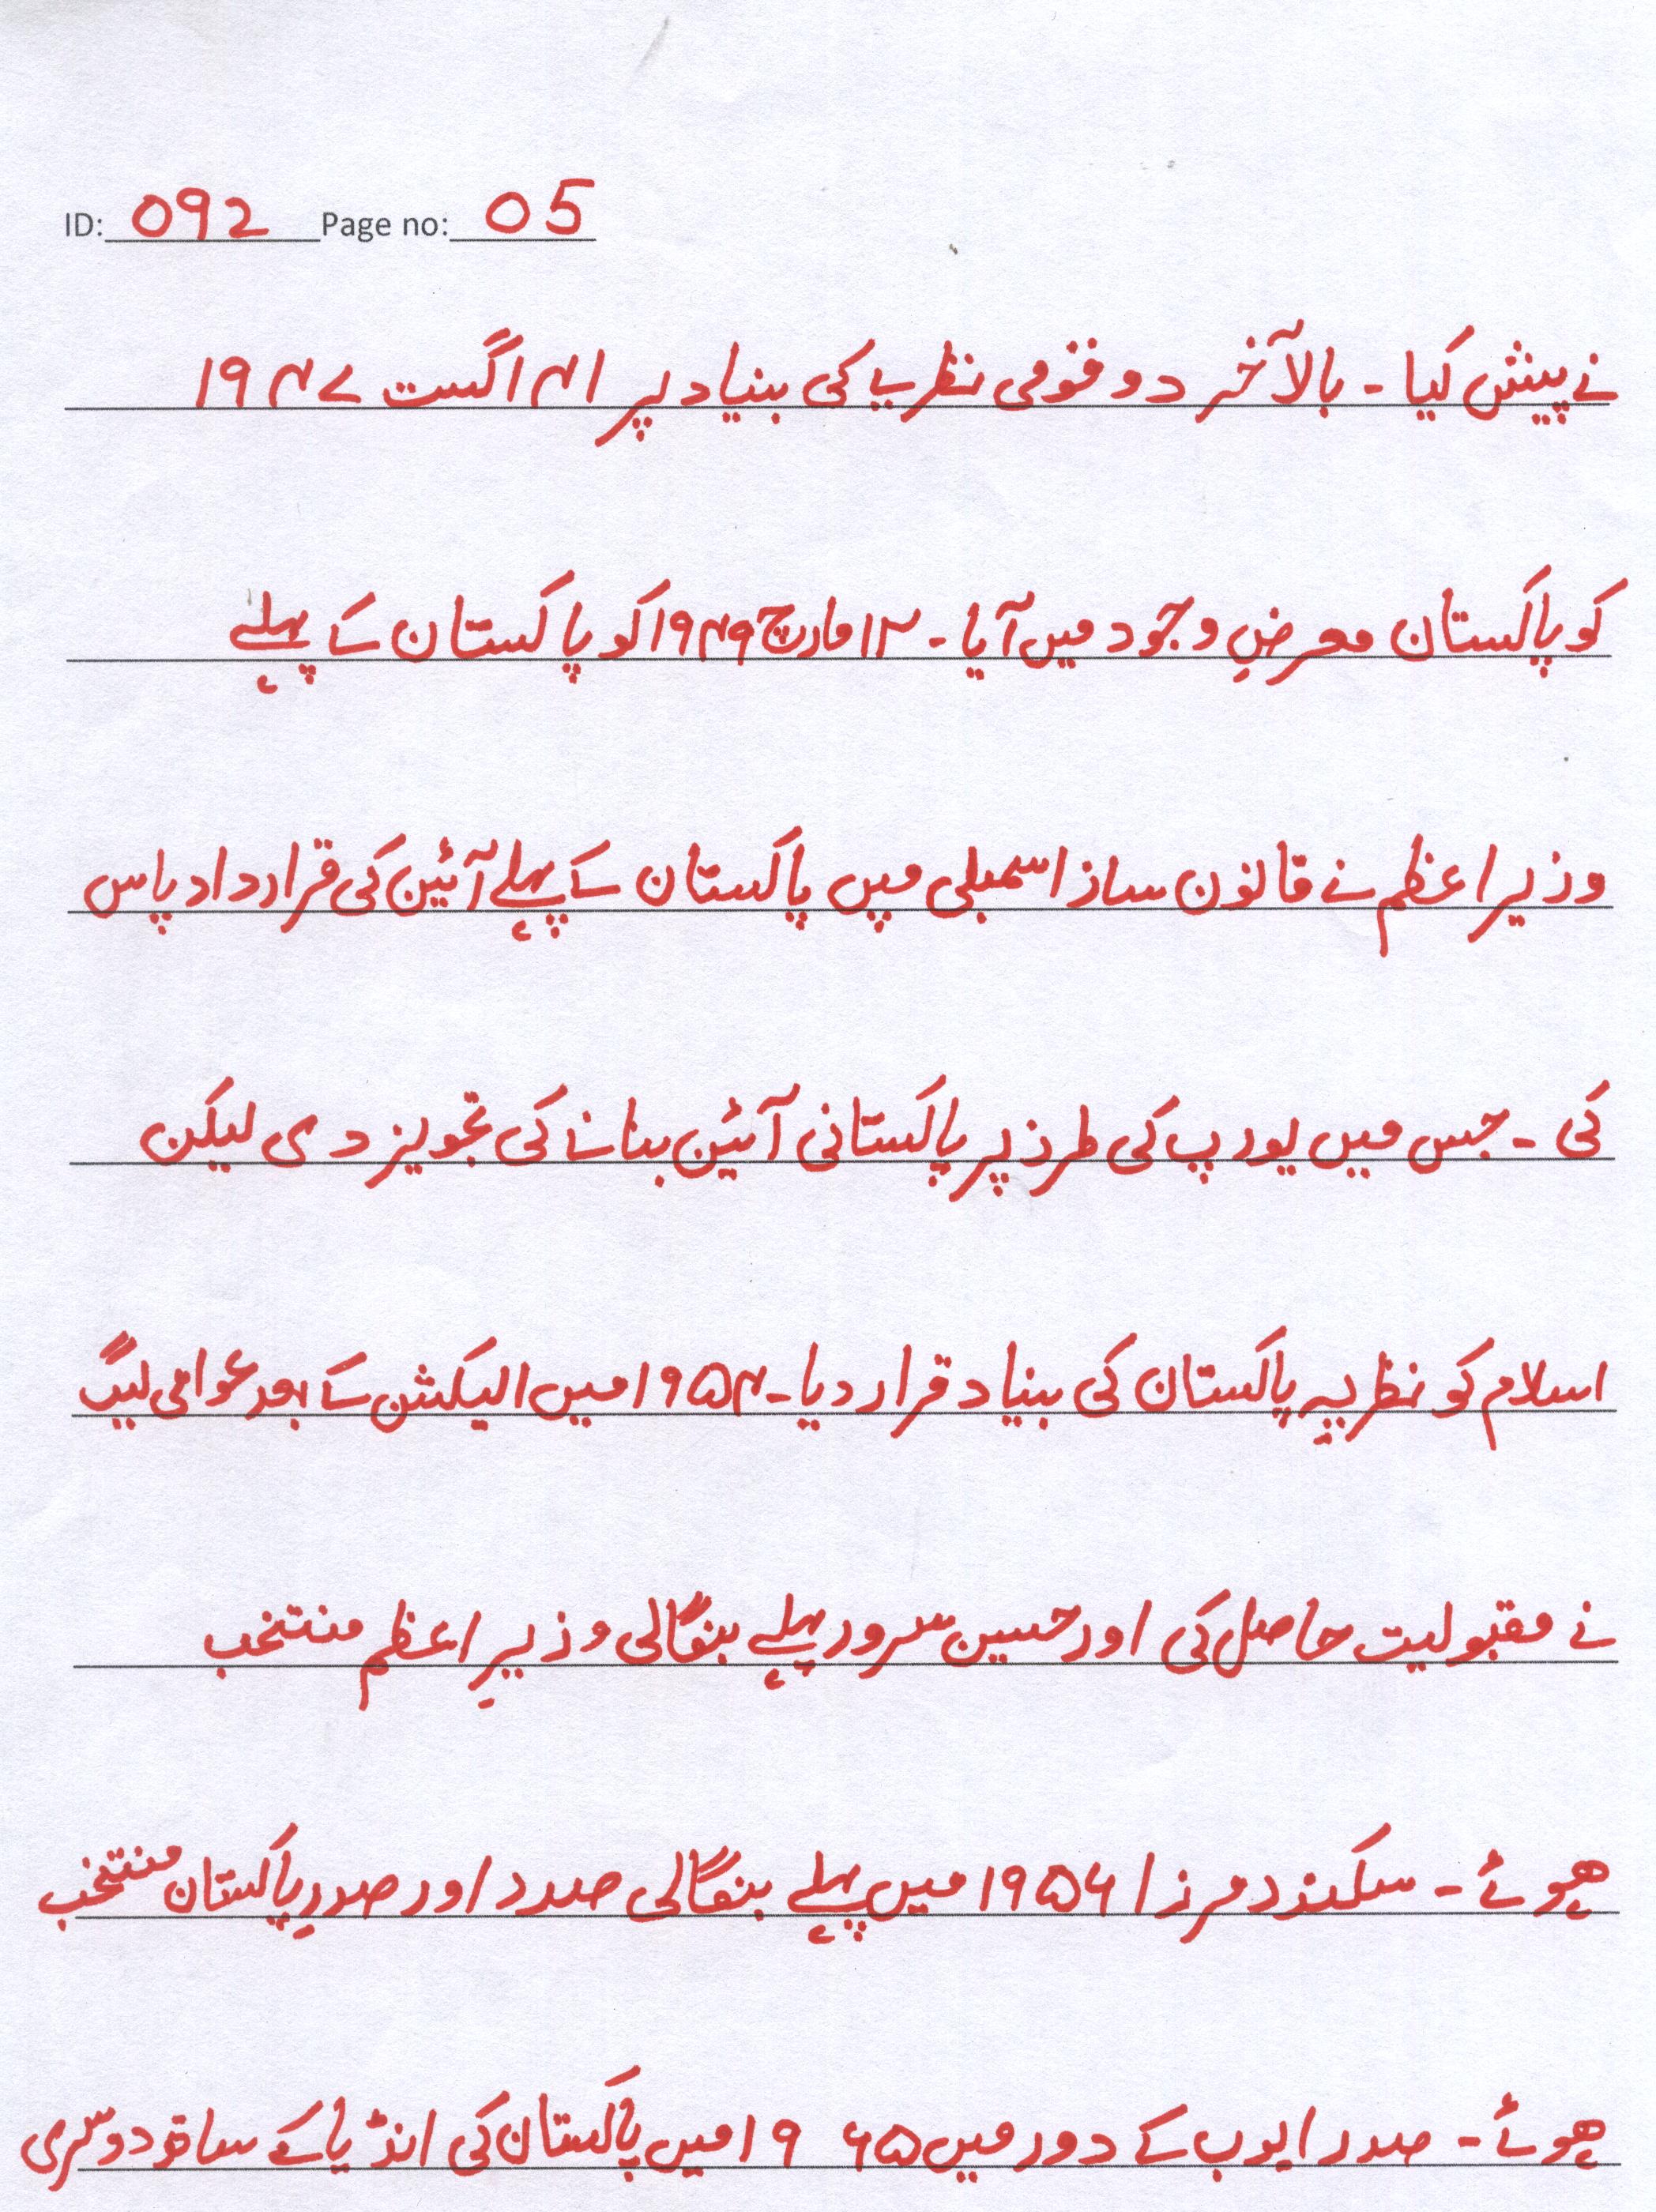 ID: 092 Page no: 05
نے پیش کیا ۔ بالآخر دو قومی نظریے کی بنیاد پر ۱۴ اگست ۱۹۴۷
کو پاکستان معرضِ وجود میں آیا ۔ ۱۲ مارچ ۱۹۴۹ کو پاکستان کے پہلے
وزیراعظم نے قانون ساز اسمبلی میں پاکستان کے پہلے آئین کی قرارداد پاس
کی ۔ جس میں یورپ کی طرز پر پاکستانی آئین بنانے کی تجویز دی لیکن
اسلام کو نظریہ پاکستان کی بنیاد قرار دیا ۔ ۱۹۵۴ میں الیکشن کے بعد عوامی لیگ
نے مقبولیت حاصل کی اور حسین سرور پہلے بنگالی وزیرِ اعظم منتخب
ہوئے ۔ سکندر مرزا ۱۹۵۶ میں پہلے بنگالی صدر اور صدرِ پاکستان منتخب
ہوئے ۔ صدر ایوب کے دور میں ۱۹۶۵ میں پاکستان کی انڈیا کے ساتھ دوسری